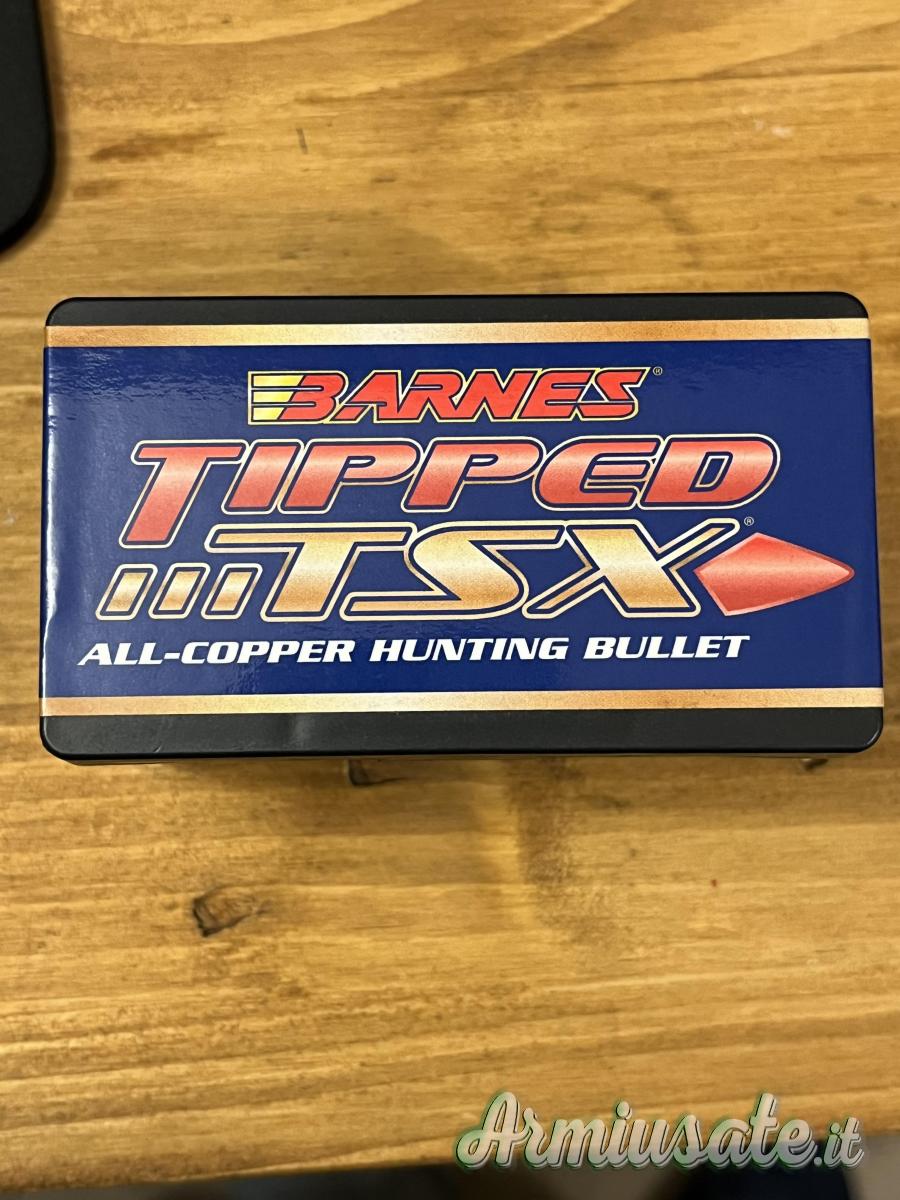 BARNES®
TIPPED
TSX®
ALL-COPPER HUNTING BULLET
Armiusate.it